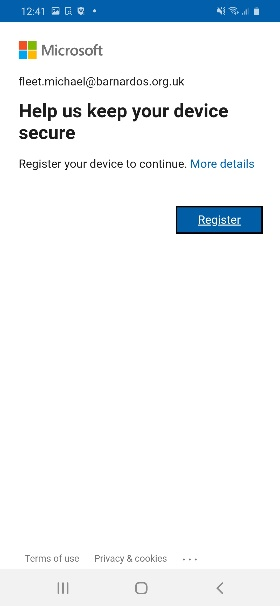 12:41
Microsoft
fleet.michael@barnardos.org.uk
Help us keep your device
secure
Register your device to continue. More details
Register
Terms of use Privacy & cookies ...